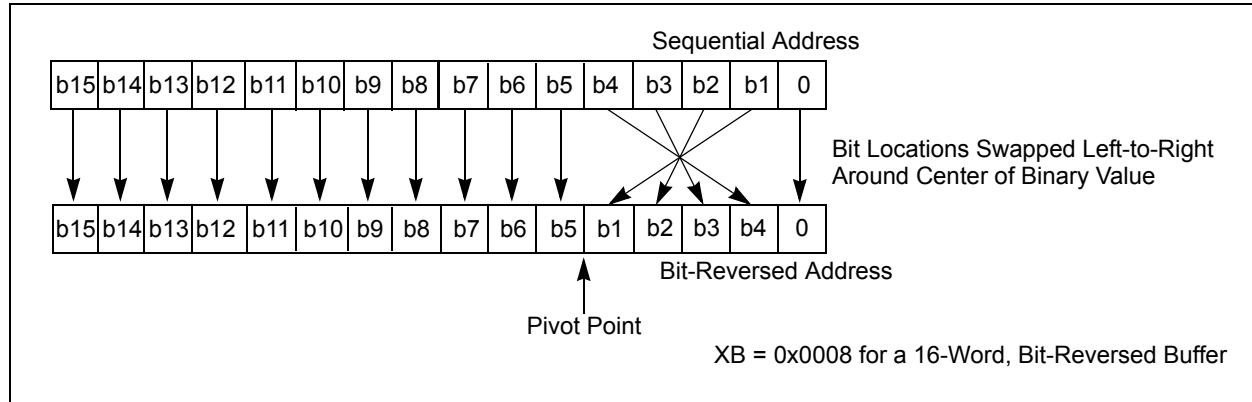 Sequential Address
b15 b14 b13 b12 b11 b10 b9 b8 b7 b6 b5 b4 b3 b2 b1 0
Bit Locations Swapped Left-to-Right
Around Center of Binary Value
b15 b14 b13 b12 b11 b10 b9 b8 b7 b6 b5 b1 b2 b3 b4 0
Bit-Reversed Address
Pivot Point
XB = 0x0008 for a 16-Word, Bit-Reversed Buffer